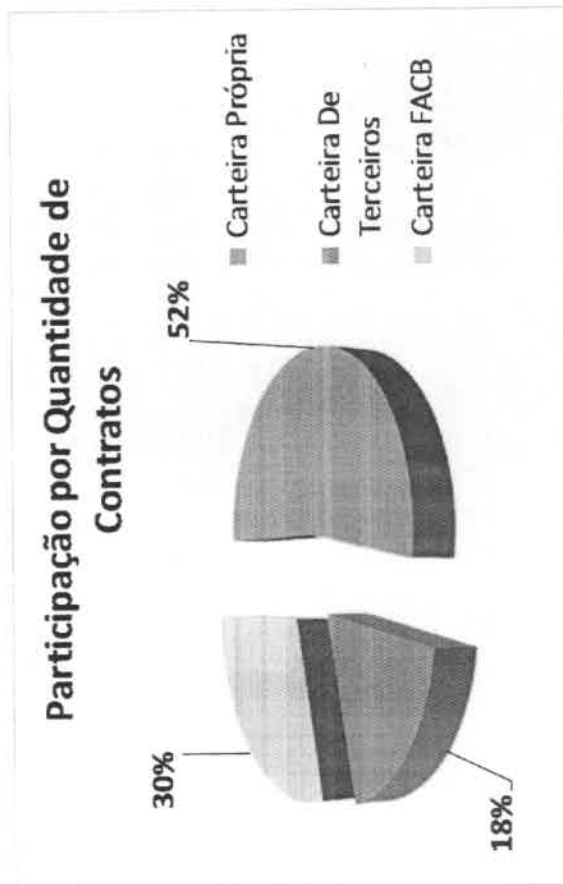 Participação por Quantidade de
Contratos
52%
30%
18%
Carteira Própria
Carteira De
Terceiros
Carteira FACB